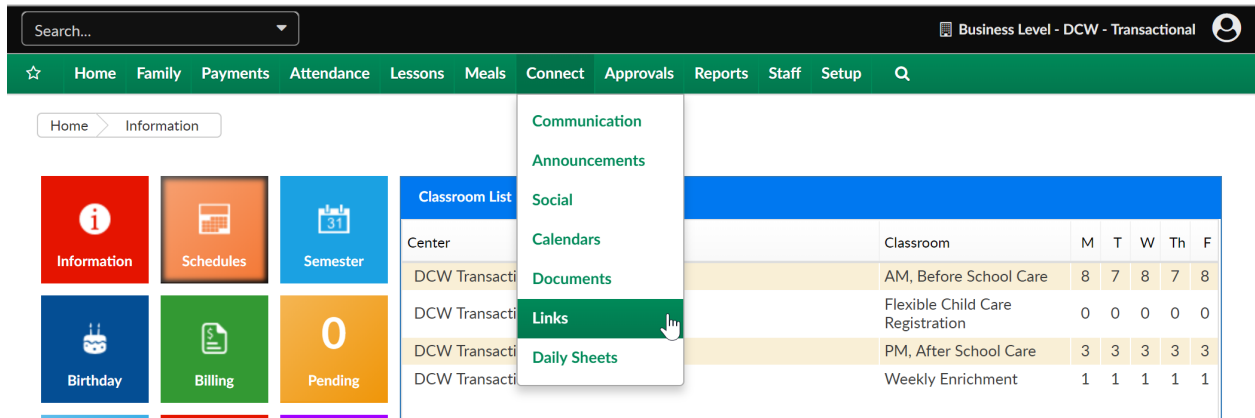 Search...
Business Level - DCW - Transactional
Home Family Payments Attendance Lessons Meals Connect Approvals Reports Staff Setup
Home Information
Communication
Announcements
Social
Calendars
Documents
Links
Daily Sheets
Information
Schedules
31
Semester
Birthday
$
Billing
0
Pending
Classroom List
Center Classroom M T W Th F
DCW Transacti AM, Before School Care 8 7 8 7 8
DCW Transacti Flexible Child Care
Registration 0 0 0 0 0
DCW Transacti PM, After School Care 3 3 3 3 3
DCW Transacti Weekly Enrichment 1 1 1 1 1